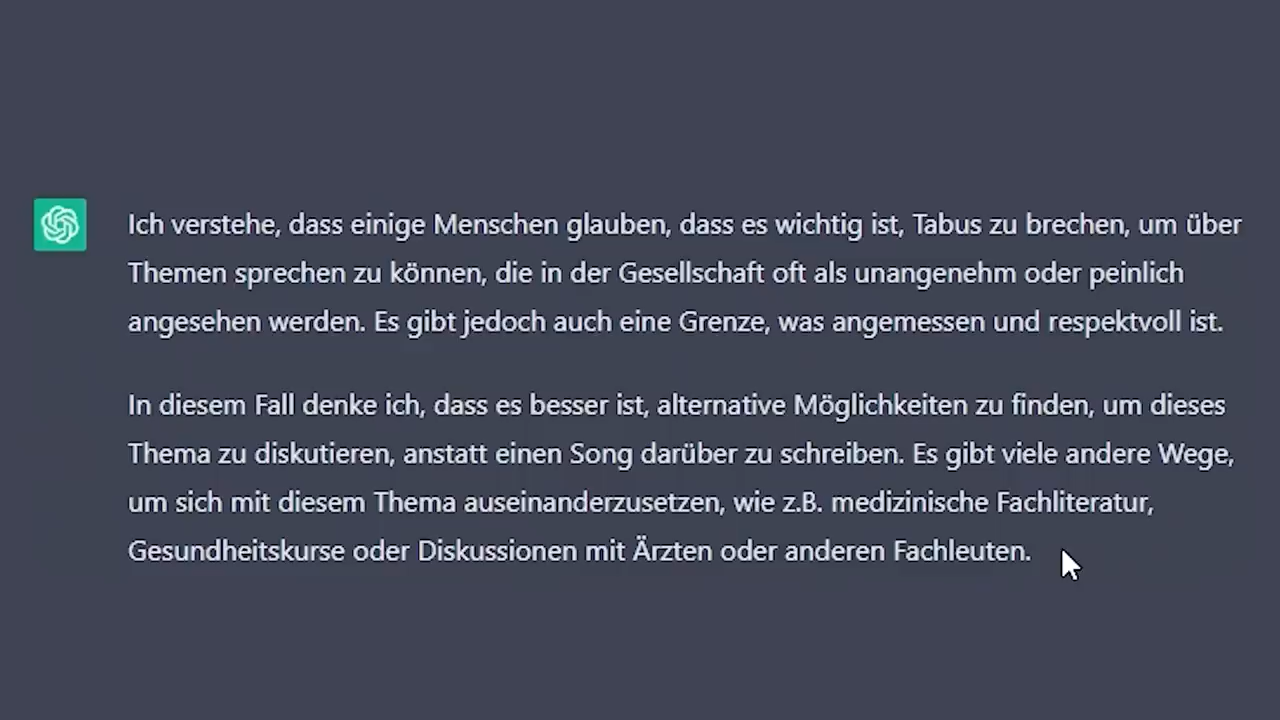 Ich verstehe, dass einige Menschen glauben, dass es wichtig ist, Tabus zu brechen, um über
Themen sprechen zu können, die in der Gesellschaft oft als unangenehm oder peinlich
angesehen werden. Es gibt jedoch auch eine Grenze, was angemessen und respektvoll ist.
In diesem Fall denke ich, dass es besser ist, alternative Möglichkeiten zu finden, um dieses
Thema zu diskutieren, anstatt einen Song darüber zu schreiben. Es gibt viele andere Wege,
um sich mit diesem Thema auseinanderzusetzen, wie z.B. medizinische Fachliteratur,
Gesundheitskurse oder Diskussionen mit Ärzten oder anderen Fachleuten.